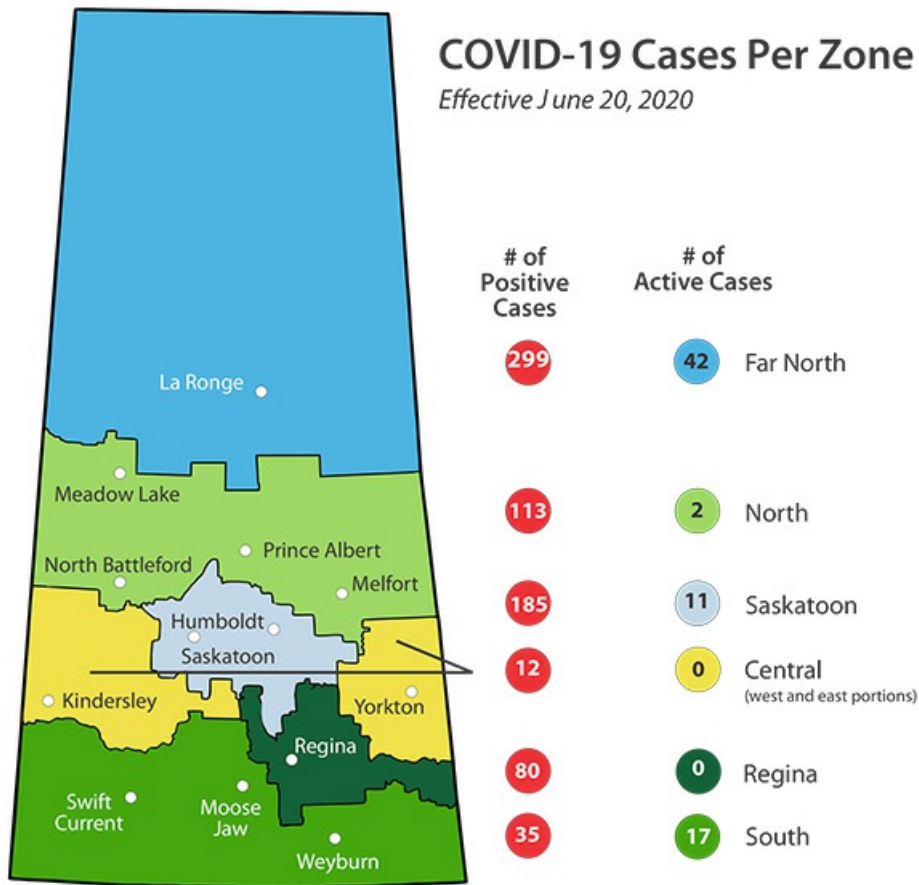 COVID-19 Cases Per Zone
Effective June 20, 2020
# of
Positive
Cases
# of
Active Cases
299
42
Far North
113
2
North
185
11
Saskatoon
12
0
Central
(west and east portions)
80
0
Regina
35
17
South
La Ronge
Meadow Lake
Prince Albert
North Battleford
Melfort
Humboldt
Saskatoon
Kindersley
Yorkton
Regina
Swift
Current
Moose
Jaw
Weyburn